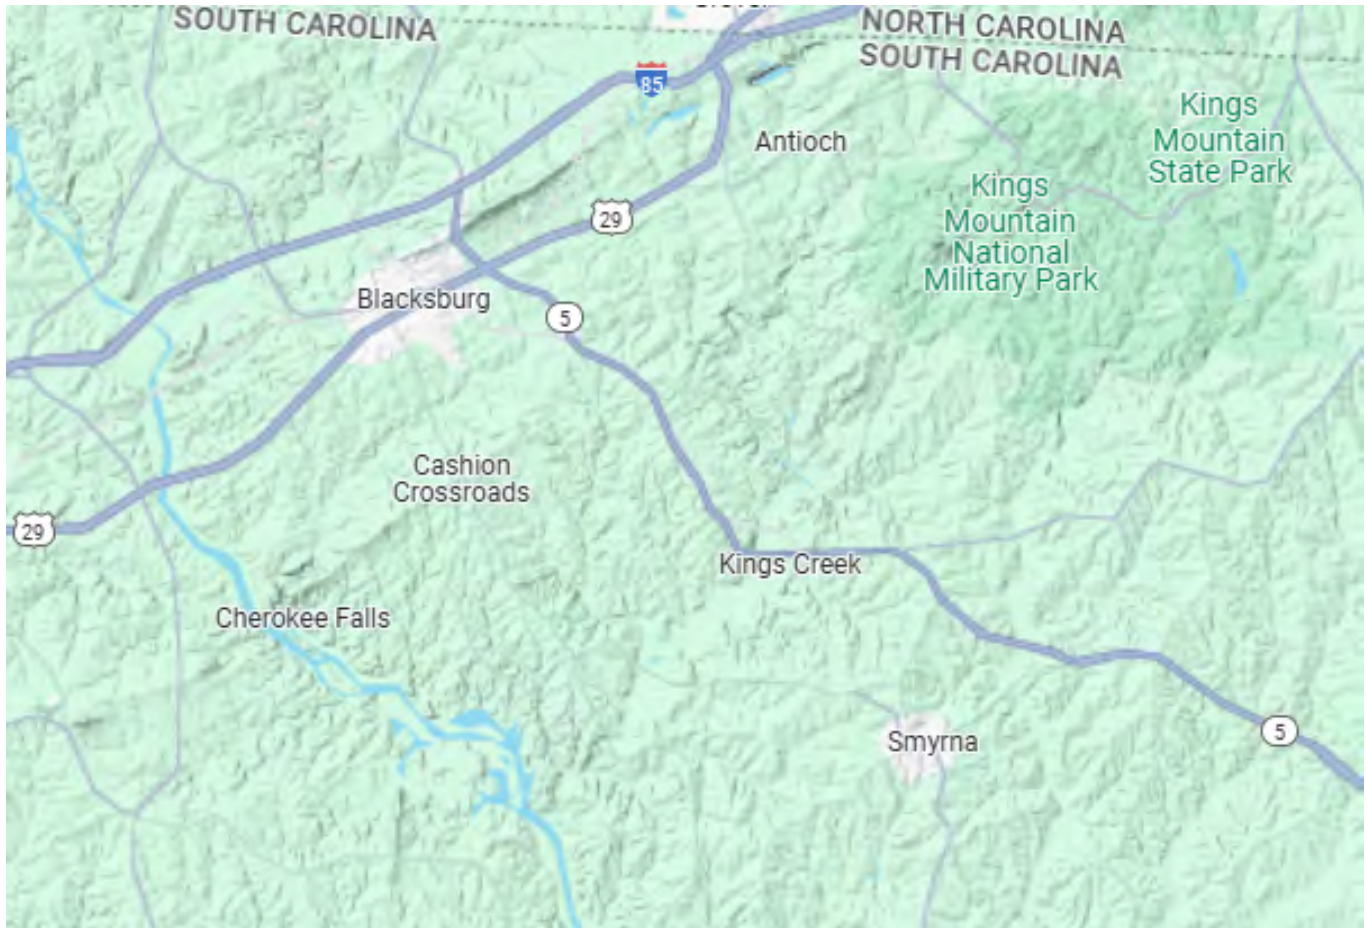 SOUTH CAROLINA
NORTH CAROLINA
SOUTH CAROLINA
85
Antioch
Kings
Mountain
State Park
Kings
Mountain
National
Military Park
29
Blacksburg
5
Cashion
Crossroads
29
Kings Creek
Cherokee Falls
Smyrna
5